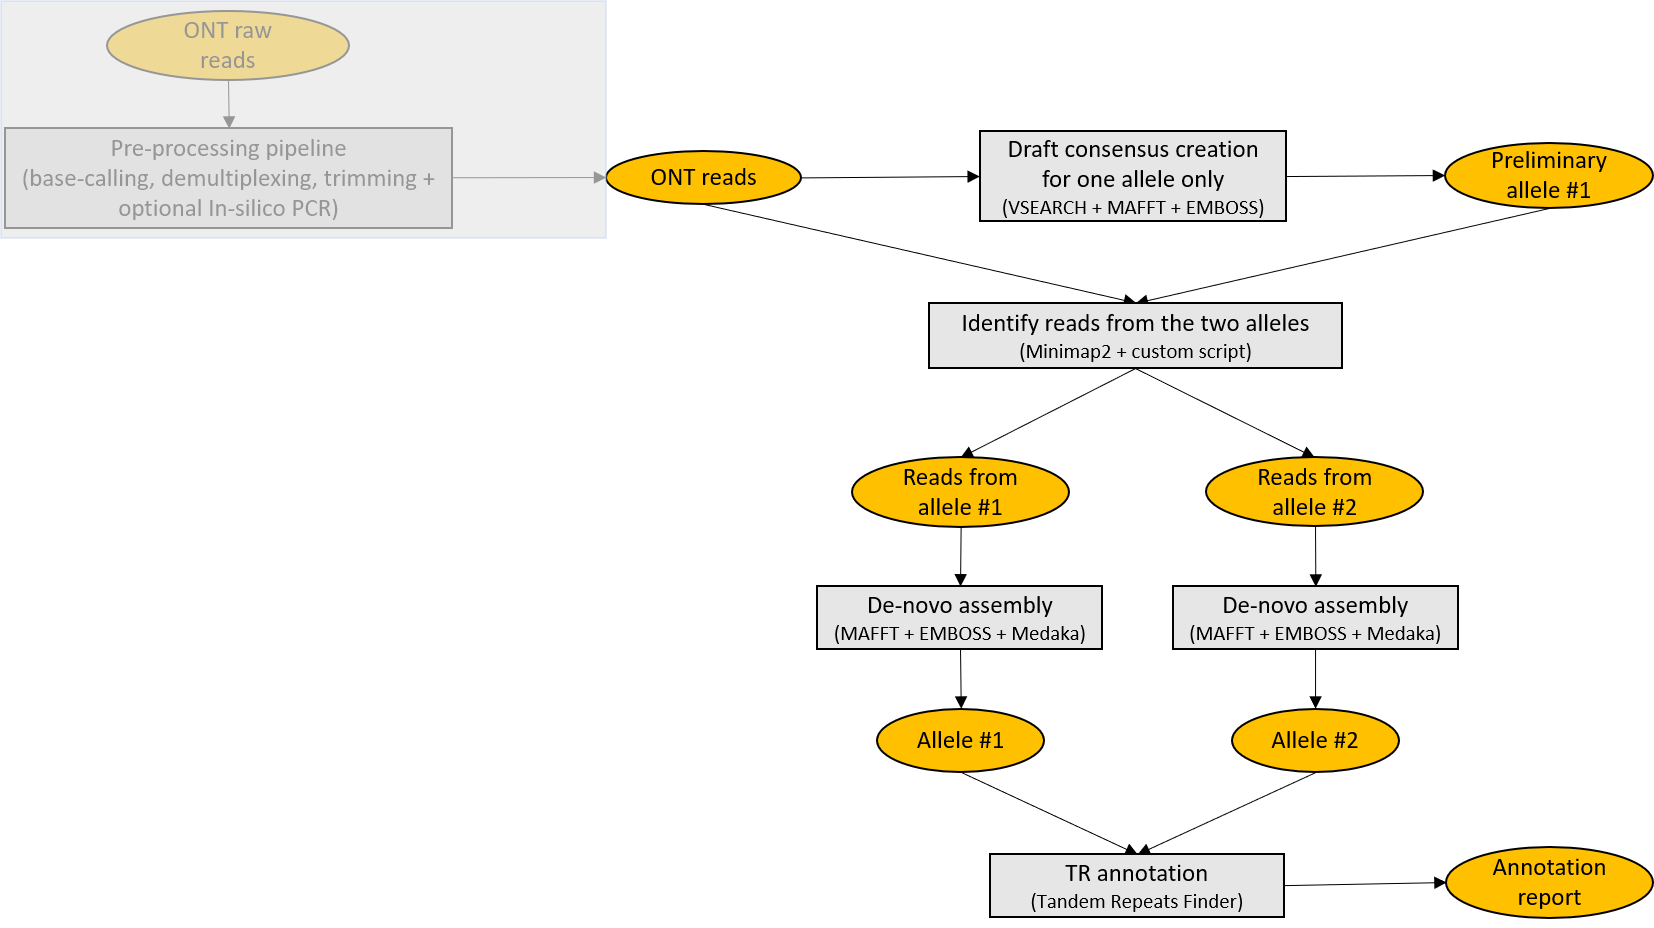 ONT raw
reads
Pre-processing pipeline
(base-calling, demultiplexing, trimming +
optional In-silico PCR)
ONT reads
Draft consensus creation
for one allele only
(VSEARCH + MAFFT + EMBOSS)
Preliminary
allele #1
Identify reads from the two alleles
(Minimap2 + custom script)
Reads from
allele #1
Reads from
allele #2
De-novo assembly
(MAFFT + EMBOSS + Medaka)
De-novo assembly
(MAFFT + EMBOSS + Medaka)
Allele #1
Allele #2
TR annotation
(Tandem Repeats Finder)
Annotation
report